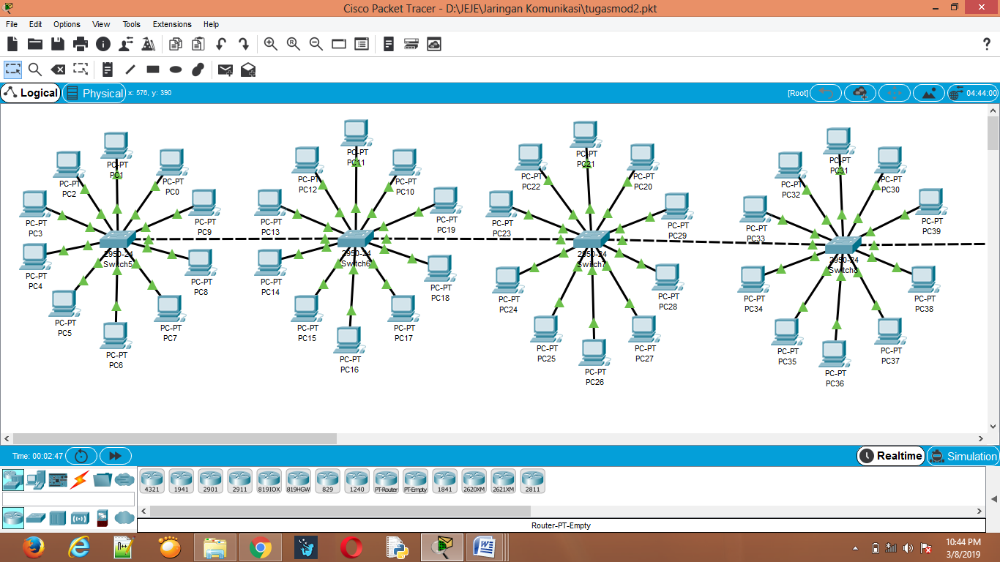 Cisco Packet Tracer - D:\JEJE\Jaringan Komunikasi\tugasmod2.pkt
File Edit Options View Tools Extensions Help
Logical
Physical
x: 576, y: 390
[Root]
04:44:00
PC-PT
PC1
PC-PT
PC2
PC-PT
PC0
PC-PT
PC3
PC-PT
PC9
2950-24
Switch5
PC-PT
PC4
PC-PT
PC8
PC-PT
PC5
PC-PT
PC7
PC-PT
PC6
PC-PT
PC11
PC-PT
PC12
PC-PT
PC10
PC-PT
PC13
PC-PT
PC19
2950-24
Switch6
PC-PT
PC14
PC-PT
PC18
PC-PT
PC15
PC-PT
PC17
PC-PT
PC16
PC-PT
PC21
PC-PT
PC22
PC-PT
PC20
PC-PT
PC23
PC-PT
PC29
2950-24
Switch7
PC-PT
PC24
PC-PT
PC28
PC-PT
PC25
PC-PT
PC27
PC-PT
PC26
PC-PT
PC31
PC-PT
PC32
PC-PT
PC30
PC-PT
PC33
PC-PT
PC39
2950-24
Switch8
PC-PT
PC34
PC-PT
PC38
PC-PT
PC35
PC-PT
PC37
PC-PT
PC36
Time: 00:02:47
Realtime
Simulation
4321 1941 2901 2911 819IOX 819HGW 829 1240 PT-Router PT-Empty 1841 2620XM 2621XM 2811
Router-PT-Empty
10:44 PM
3/8/2019